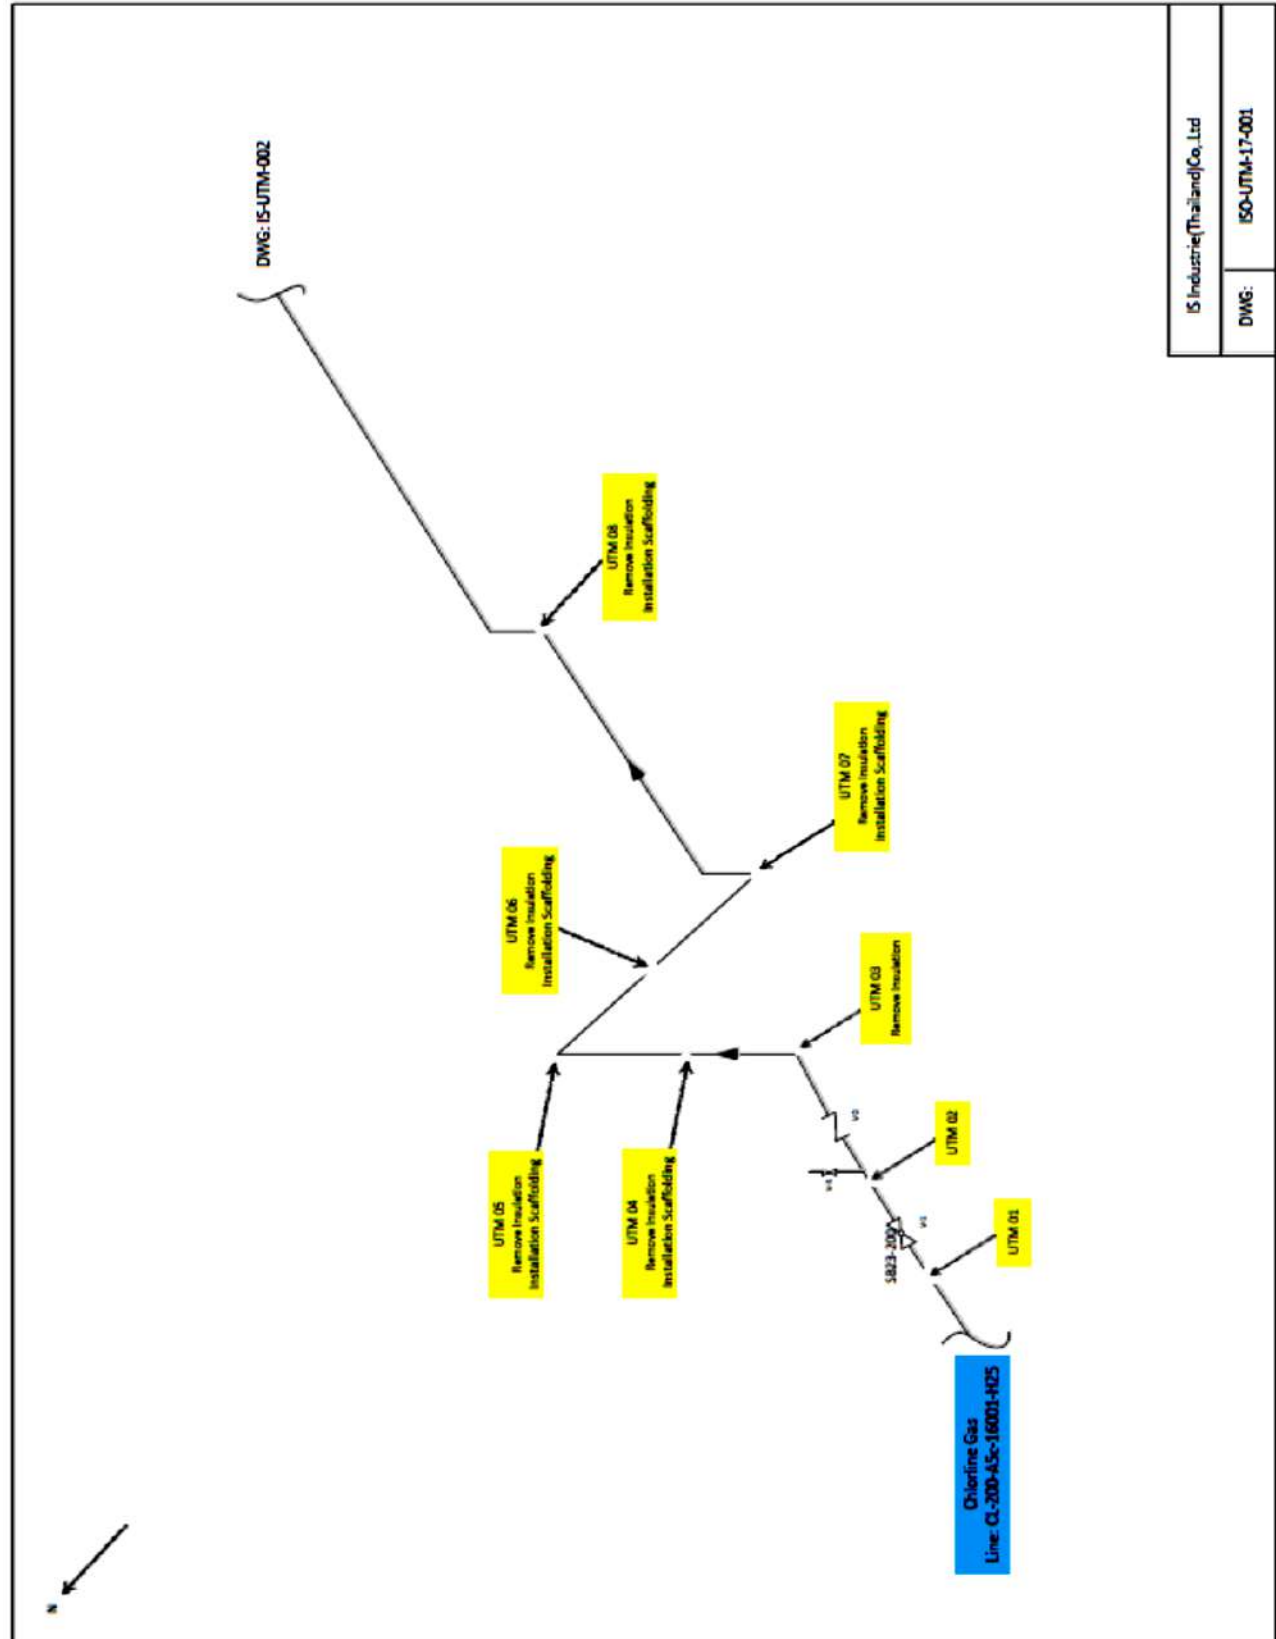 N
Chlorline Gas
Line: CL-200-A5c-16001-H25
UTM 01
SB23-200
UTM 02
UTM 03
Remove Insulation
UTM 04
Remove Insulation
Installation Scaffolding
UTM 05
Remove Insulation
Installation Scaffolding
UTM 06
Remove Insulation
Installation Scaffolding
UTM 07
Remove Insulation
Installation Scaffolding
UTM 08
Remove Insulation
Installation Scaffolding
DWG: IS-UTM-002
IS Industrie(Thailand)Co,.Ltd
DWG: ISO-UTM-17-001